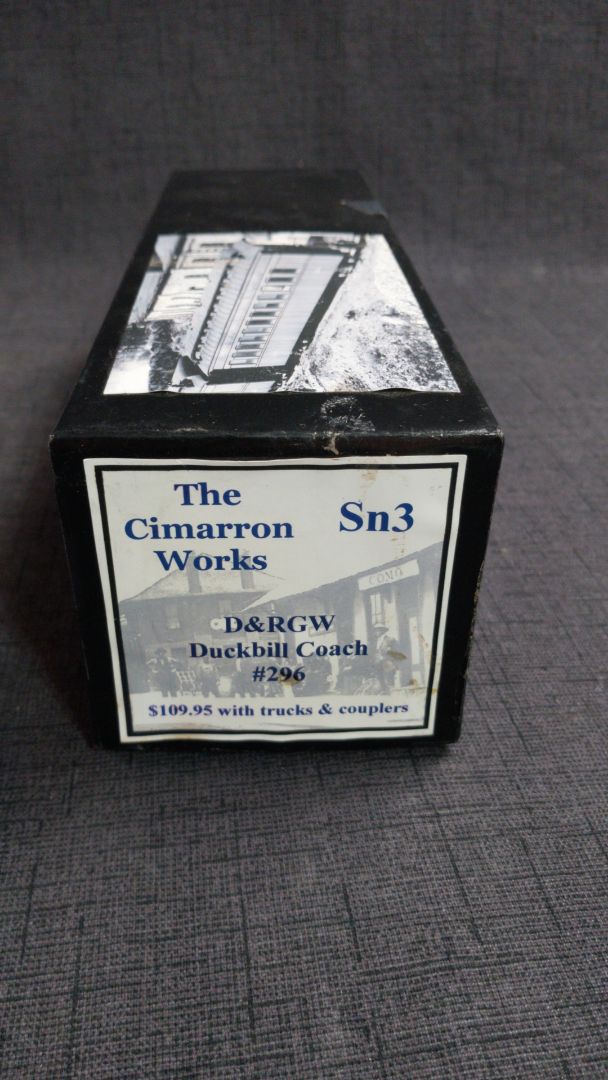 The
Cimarron
Works
Sn3
COMO
D&RGW
Duckbill Coach
#296
$109.95 with trucks & couplers